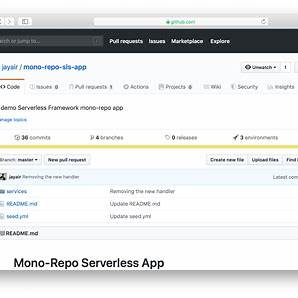 github.com
earch or jump to...
Pull requests Issues Marketplace Explore
jayair / mono-repo-sls-app
Unwatch 1
Code Issues 0 Pull requests 1 Actions Projects 0 Wiki Security Insights
demo Serverless Framework mono-repo app
anage topics
36 commits 4 branches 0 releases 3 environments
Branch: master New pull request Create new file Upload files Find
jayair Removing the new handler Latest com
services Removing the new handler
README.md Update README.md
seed.yml Update seed.yml
README.md
Mono-Repo Serverless App